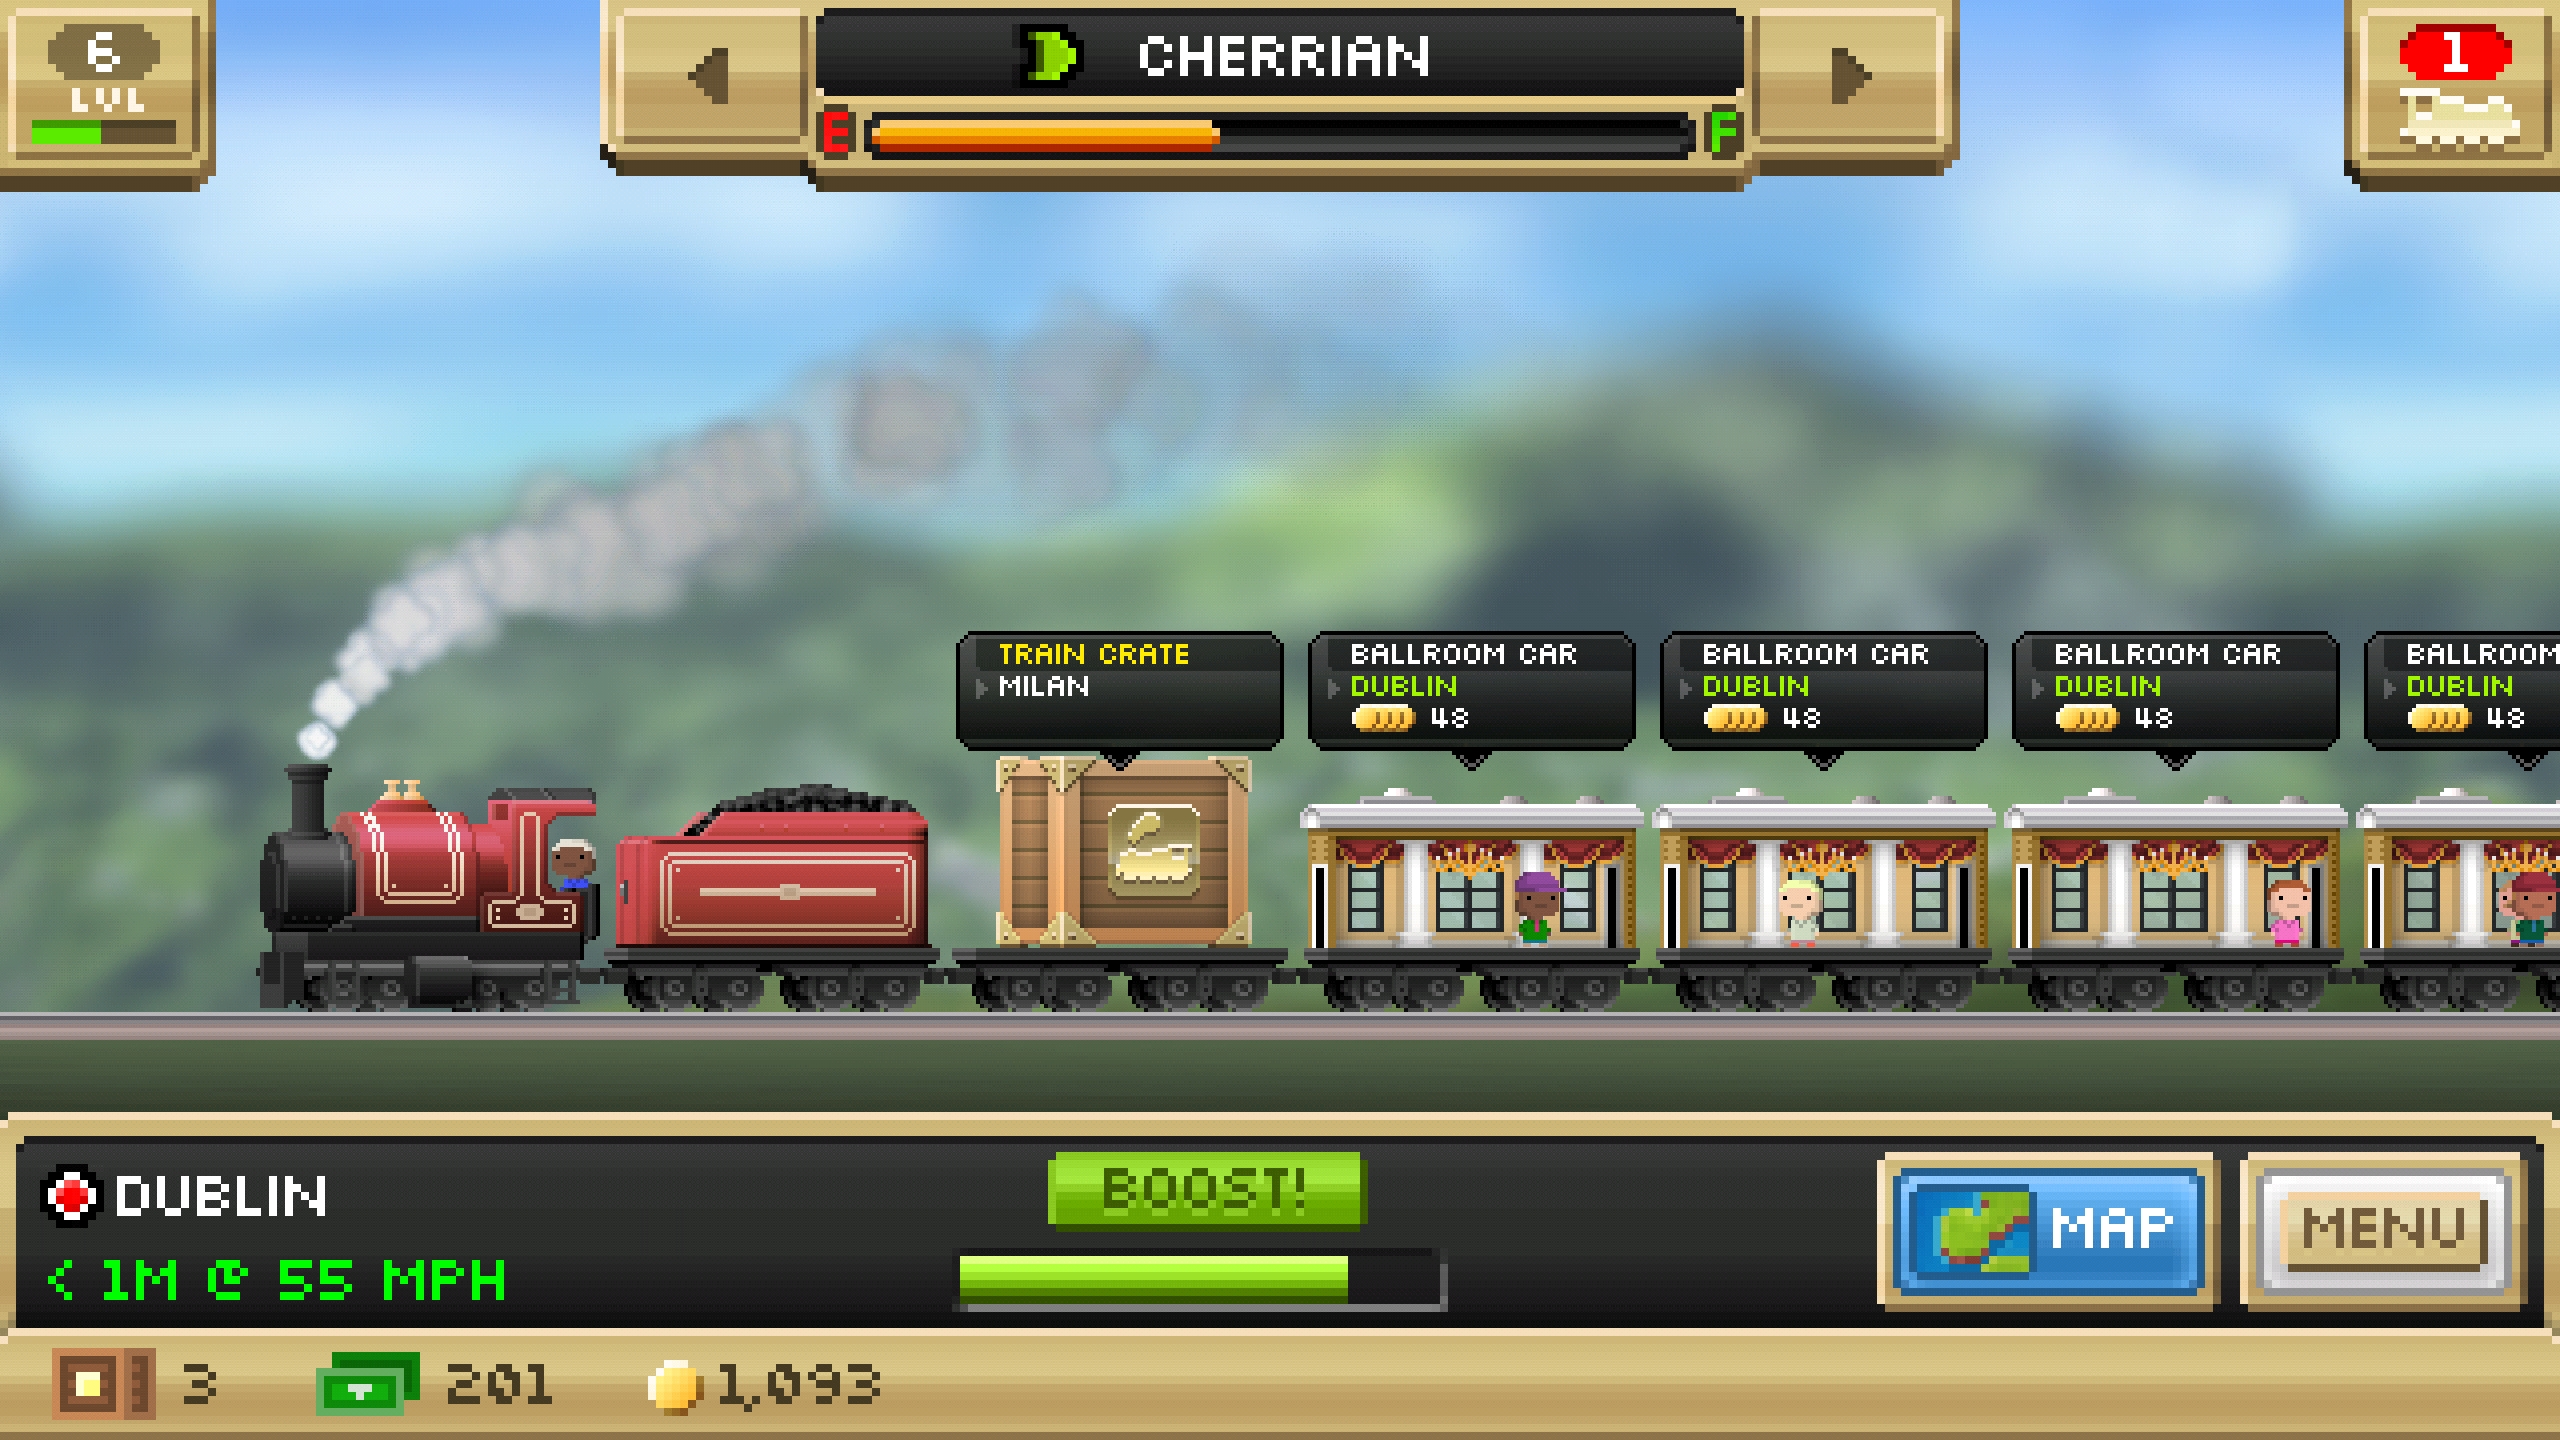 6
LVL
CHERRIAN
E
F
1
TRAIN CRATE
MILAN
BALLROOM CAR
DUBLIN
48
BALLROOM CAR
DUBLIN
48
BALLROOM CAR
DUBLIN
48
BALLROOM
DUBLIN
48
DUBLIN
< 1M @ 55 MPH
BOOST!
MAP
MENU
3
201
1,093